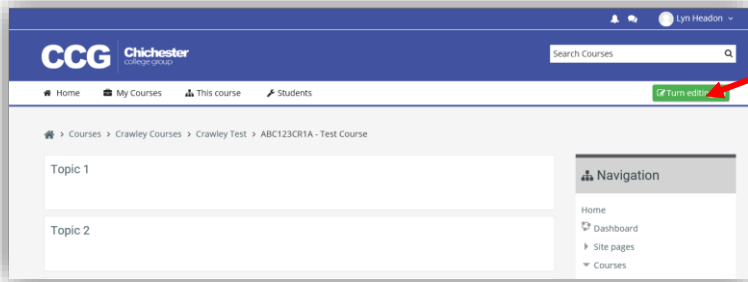 Lyn Headon
CCG Chichester
college group
Search Courses
Home My Courses This course Students Turn editing
Courses > Crawley Courses > Crawley Test > ABC123CR1A - Test Course
Topic 1
Navigation
Home
Topic 2
Dashboard
Site pages
Courses